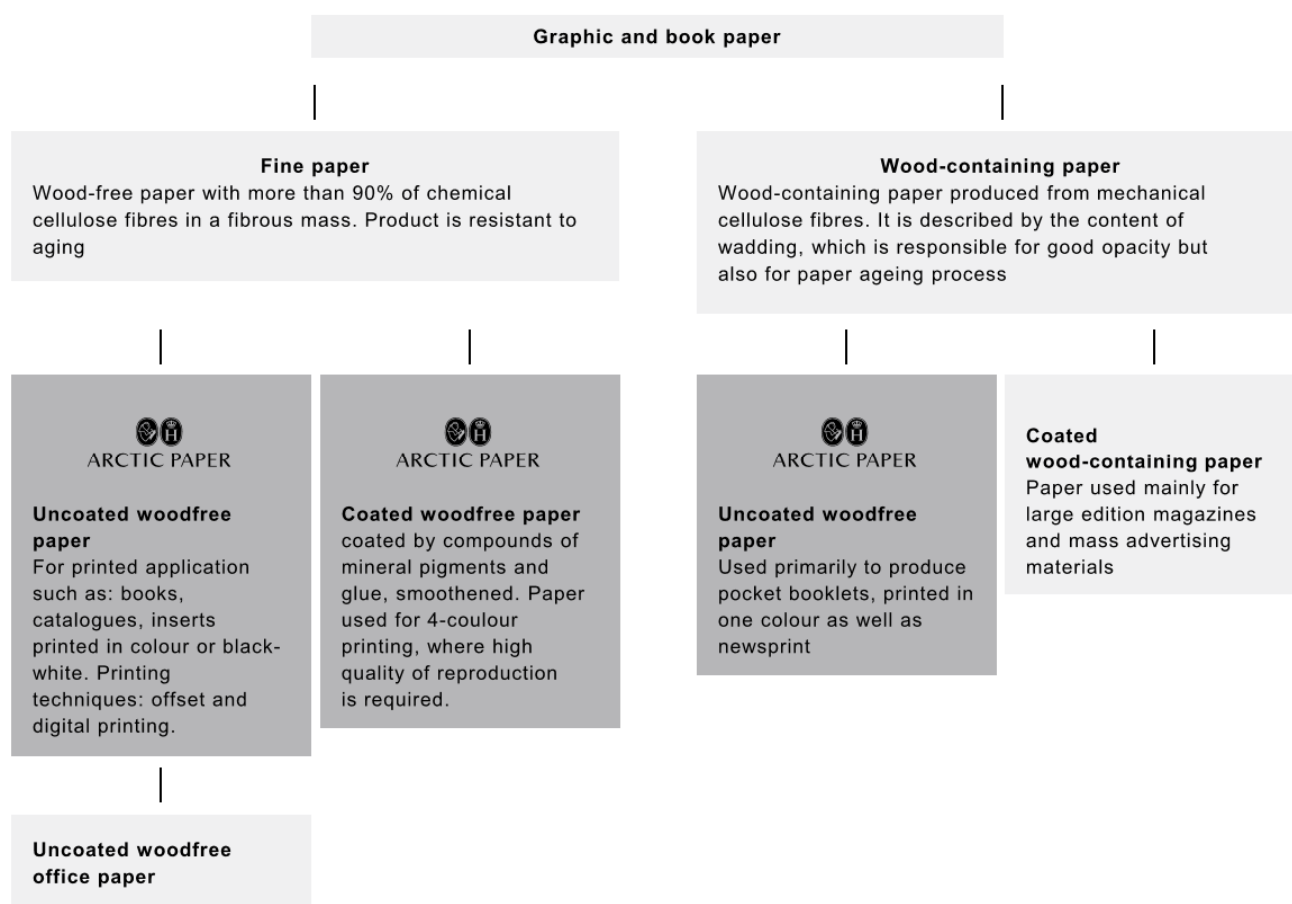 Graphic and book paper
Fine paper
Wood-free paper with more than 90% of chemical
cellulose fibres in a fibrous mass. Product is resistant to
aging
Wood-containing paper
Wood-containing paper produced from mechanical
cellulose fibres. It is described by the content of
wadding, which is responsible for good opacity but
also for paper ageing process
H
ARCTIC PAPER
Uncoated woodfree
paper
For printed application
such as: books,
catalogues, inserts
printed in colour or black-
white. Printing
techniques: offset and
digital printing.
H
ARCTIC PAPER
Coated woodfree paper
coated by compounds of
mineral pigments and
glue, smoothened. Paper
used for 4-coulour
printing, where high
quality of reproduction
is required.
H
ARCTIC PAPER
Uncoated woodfree
paper
Used primarily to produce
pocket booklets, printed in
one colour as well as
newsprint
Coated
wood-containing paper
Paper used mainly for
large edition magazines
and mass advertising
materials
Uncoated woodfree
office paper